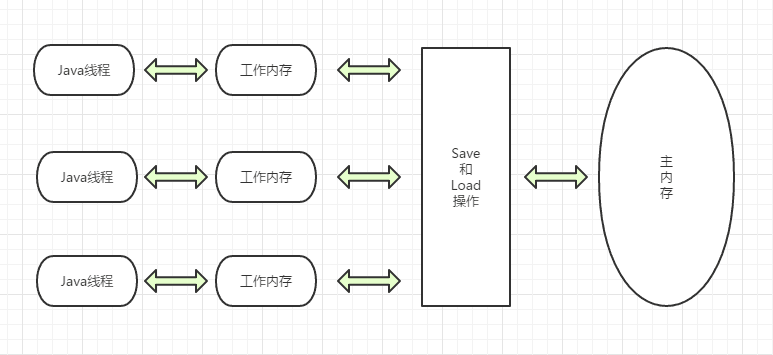 Java线程
工作内存
Java线程
工作内存
Java线程
工作内存
Save
和
Load
操作
主
内
存